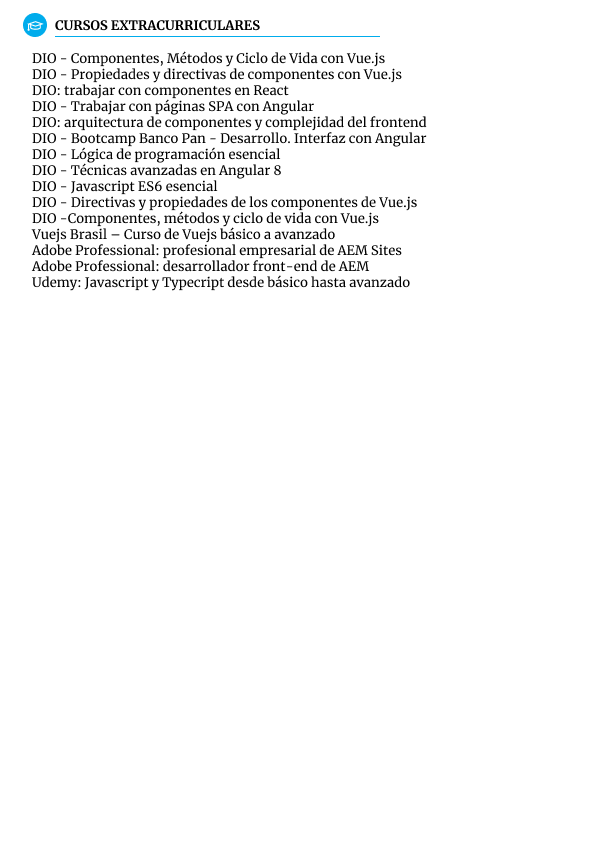 CURSOS EXTRACURRICULARES
DIO - Componentes, Métodos y Ciclo de Vida con Vue.js
DIO - Propiedades y directivas de componentes con Vue.js
DIO: trabajar con componentes en React
DIO - Trabajar con páginas SPA con Angular
DIO: arquitectura de componentes y complejidad del frontend
DIO - Bootcamp Banco Pan - Desarrollo. Interfaz con Angular
DIO - Lógica de programación esencial
DIO - Técnicas avanzadas en Angular 8
DIO - Javascript ES6 esencial
DIO - Directivas y propiedades de los componentes de Vue.js
DIO -Componentes, métodos y ciclo de vida con Vue.js
Vuejs Brasil – Curso de Vuejs básico a avanzado
Adobe Professional: profesional empresarial de AEM Sites
Adobe Professional: desarrollador front-end de AEM
Udemy: Javascript y Typecript desde básico hasta avanzado